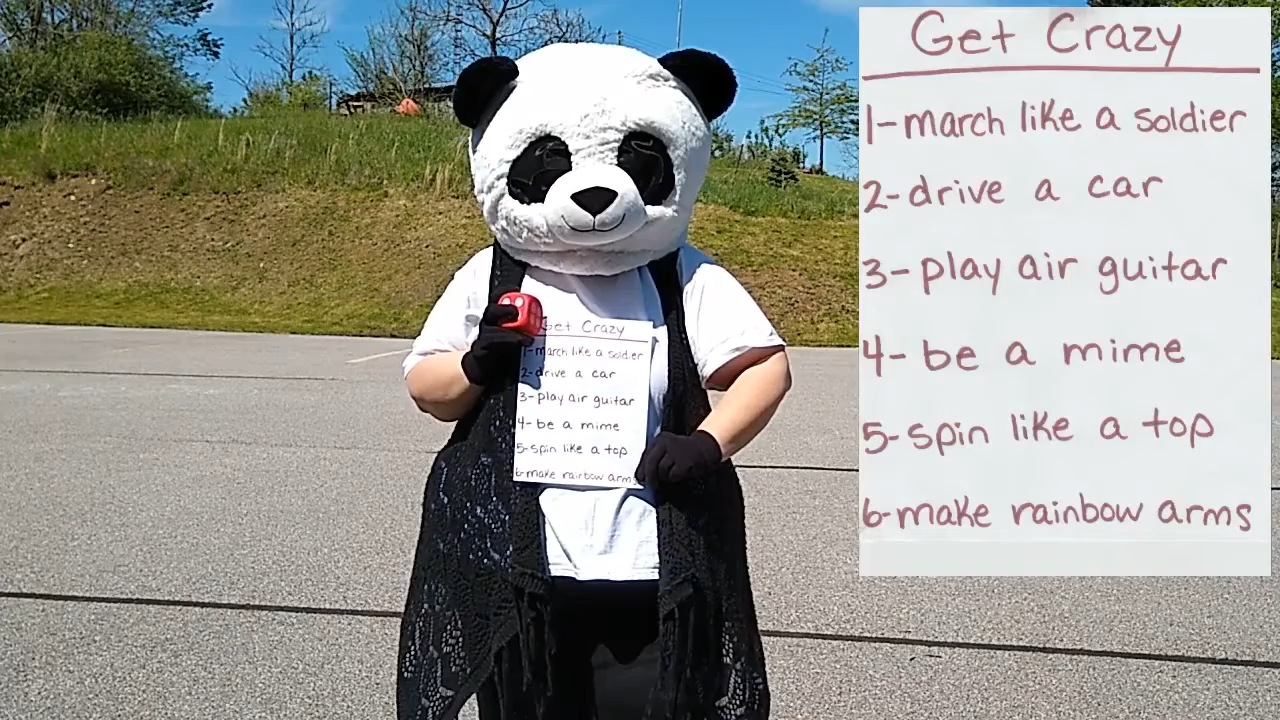 Get Crazy
1-march like a soldier
2-drive a car
3-play air guitar
4-be a mime
5-spin like a top
6-make rainbow arms
Get Crazy
1-march like a soldier
2-drive a car
3-play air guitar
4-be a mime
5-spin like a top
6-make rainbow arms